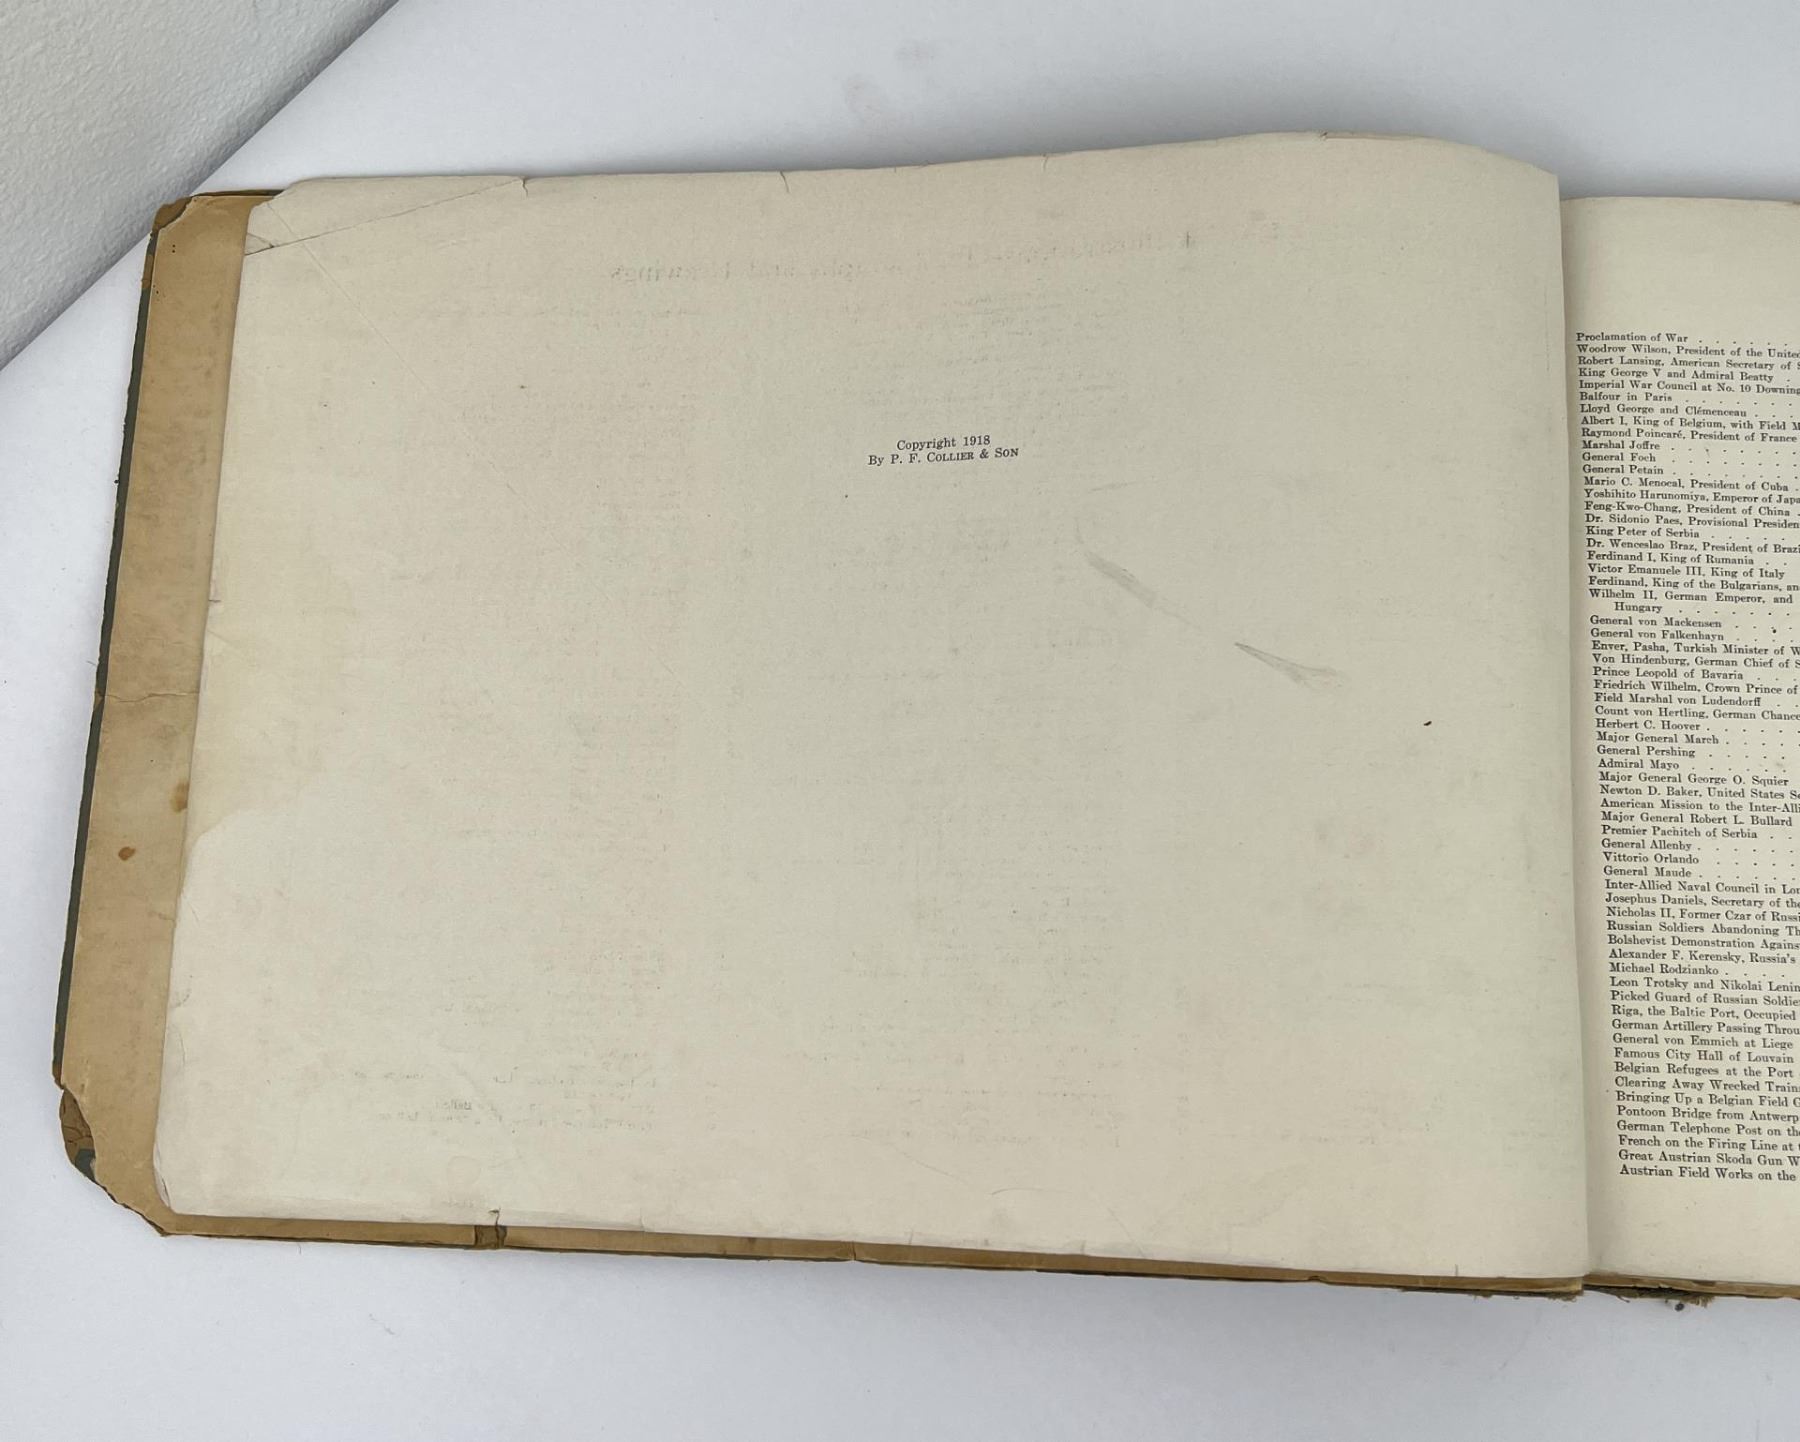 Copyright 1918
By P. F. COLLIER & SON
Proclamation of War . . . . . .
Woodrow Wilson, President of the United
Robert Lansing, American Secretary of
King George V and Admiral Beatty .
Imperial War Council at No. 10 Downing
Balfour in Paris . . . . . . .
Lloyd George and Clémenceau . . . .
Albert I, King of Belgium, with Field
Raymond Poincaré, President of France
Marshal Joffre . . . . . . . .
General Foch . . . . . . . .
General Petain . . . . . . . .
Mario C. Menocal, President of Cuba .
Yoshihito Harunomiya, Emperor of
Feng-Kwo-Chang, President of China .
Dr. Sidonio Paes, Provisional
King Peter of Serbia . . . . . .
Dr. Wenceslao Braz, President of
Ferdinand I, King of Rumania . .
Victor Emanuele III, King of Italy
Ferdinand, King of the Bulgarians,
Wilhelm II, German Emperor, and
Hungary . . . . . . .
General von Mackensen . . . .
General von Falkenhayn . . . .
Enver, Pasha, Turkish Minister of
Von Hindenburg, German Chief of
Prince Leopold of Bavaria . . .
Friedrich Wilhelm, Crown Prince of
Field Marshal von Ludendorff . .
Count von Hertling, German
Herbert C. Hoover . . . . . .
Major General March . . . . .
General Pershing . . . . . .
Admiral Mayo . . . . . .
Major General George O. Squier
Newton D. Baker, United States
American Mission to the
Major General Robert L. Bullard
Premier Pachitch of Serbia . .
General Allenby . . . . . .
Vittorio Orlando . . . . .
General Maude . . . . . .
Inter-Allied Naval Council in
Josephus Daniels, Secretary of
Nicholas II, Former Czar of
Russian Soldiers Abandoning
Bolshevist Demonstration
Alexander F. Kerensky, Russia's
Michael Rodzianko . . . .
Leon Trotsky and Nikolai
Picked Guard of Russian
Riga, the Baltic Port, Occupied
German Artillery Passing
General von Emmich at Liege
Famous City Hall of Louvain
Belgian Refugees at the Port
Clearing Away Wrecked
Bringing Up a Belgian Field
Pontoon Bridge from Antwerp
German Telephone Post on
French on the Firing Line at
Great Austrian Skoda Gun
Austrian Field Works on the